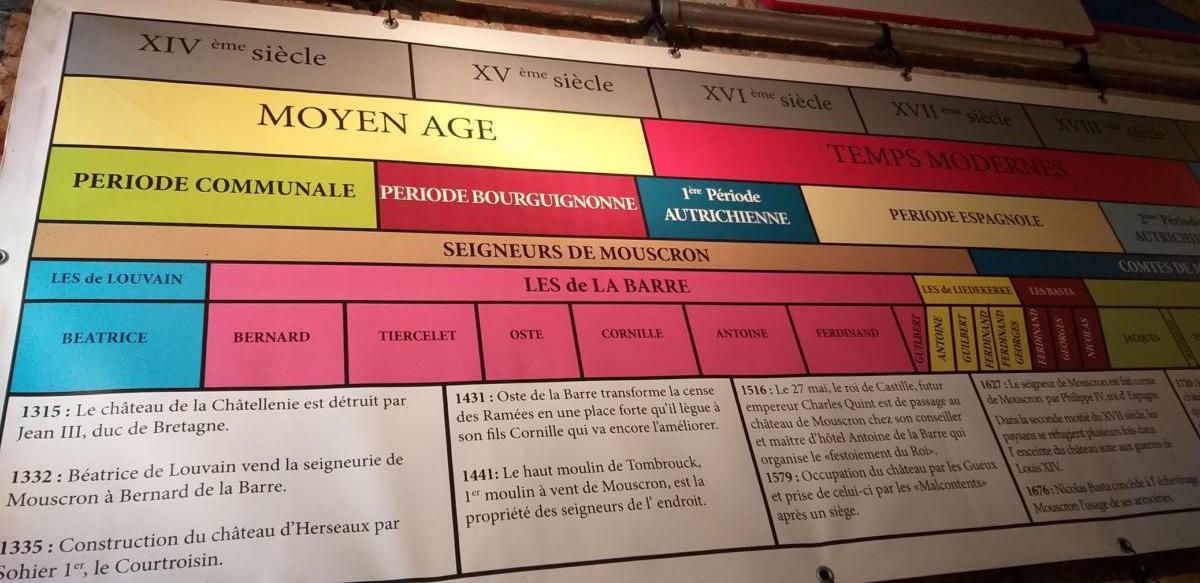 XIV ème siècle
XV ème siècle
XVI ème siècle
XVII ème siècle
XVIII ème siècle
MOYEN AGE
TEMPS MODERNES
PERIODE COMMUNALE
PERIODE BOURGUIGNONNE
1ère Période
AUTRICHIENNE
PERIODE ESPAGNOLE
2ème
SEIGNEURS DE MOUSCRON
COMTES DE
LES de LOUVAIN
LES de LA BARRE
LES de LIEDEKERKE
LES BASTA
BEATRICE
BERNARD
TIERCELET
OSTE
CORNILLE
ANTOINE
FERDINAND
GUILBERT
ANTOINE
GUILBERT
FERDINAND
FERDINAND
GEORGES
FERDINAND
GEORGES
NICOLAS
JACQUES
1315 : Le château de la Châtellenie est détruit par
Jean III, duc de Bretagne.
1332 : Béatrice de Louvain vend la seigneurie de
Mouscron à Bernard de la Barre.
1335 : Construction du château d'Herseaux par
Sohier 1er, le Courtroisin.
1431 : Oste de la Barre transforme la cense
des Ramées en une place forte qu'il lègue à
son fils Cornille qui va encore l'améliorer.
1441: Le haut moulin de Tombrouck,
1er moulin à vent de Mouscron, est la
propriété des seigneurs de l' endroit.
1516 : Le 27 mai, le roi de Castille, futur
empereur Charles Quint est de passage au
château de Mouscron chez son conseiller
et maître d'hôtel Antoine de la Barre qui
organise le «festoiement du Roi».
1579 : Occupation du château par les Gueux
et prise de celui-ci par les «Malcontents»
après un siège.
1627 : Le seigneur de Mouscron est fait comte
de Mouscron par Philippe IV, roi d'Espagne.
Dans la seconde moitié du XVII siècle, les
paysans se réfugient plusieurs fois dans
l' enceinte du château suite aux guerres de
Louis XIV.
1676 : Nicolas Basta concède à l' échevinage
Mouscron l'usage de ses armoiries.